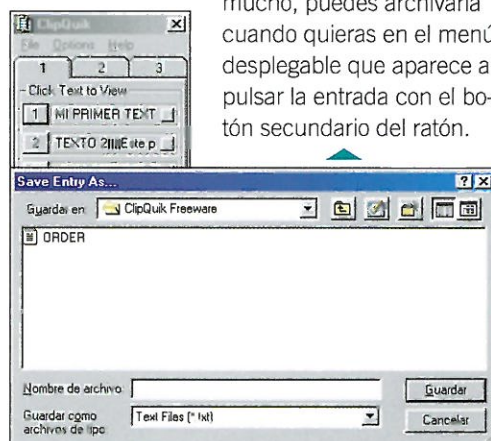 mucho, puedes archivarla
cuando quieras en el menú
desplegable que aparece a
pulsar la entrada con el bo-
tón secundario del ratón.
ClipQuik
File Options Help
1 2 3
Click Text to View
1 MI PRIMER TEXT
2 TEXTO 2
Save Entry As...
Guardar en: ClipQuik Freeware
ORDER
Nombre de archivo:
Guardar
Guardar como
archivos de tipo:
Text Files (*.txt)
Cancelar